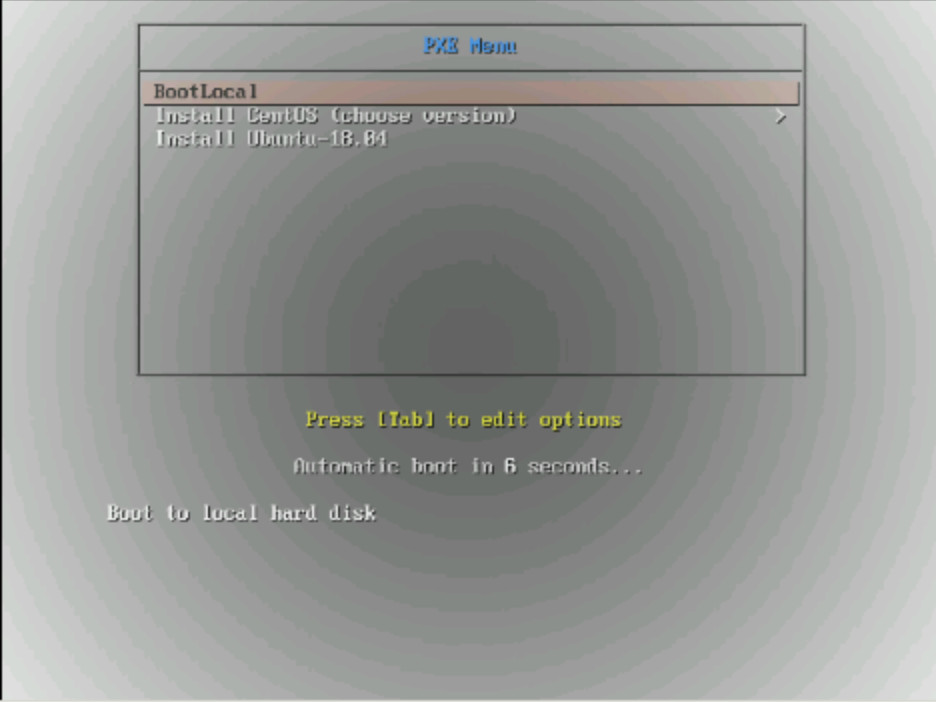 PXE Menu
BootLocal
Install CentOS (choose version) >
Install Ubuntu-18.04
Press [Tab] to edit options
Automatic boot in 6 seconds...
Boot to local hard disk